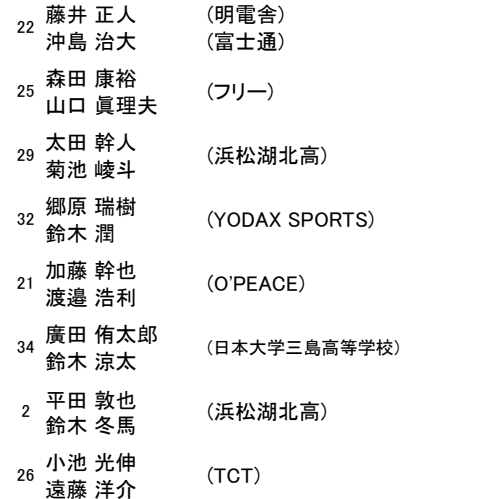 22 藤井 正人 (明電舎)
沖島 治大 (富士通)
25 森田 康裕 (フリー)
山口 眞理夫
29 太田 幹人 (浜松湖北高)
菊池 崚斗
32 郷原 瑞樹 (YODAX SPORTS)
鈴木 潤
21 加藤 幹也 (O'PEACE)
渡邉 浩利
34 廣田 侑太郎 (日本大学三島高等学校)
鈴木 涼太
2 平田 敦也 (浜松湖北高)
鈴木 冬馬
26 小池 光伸 (TCT)
遠藤 洋介